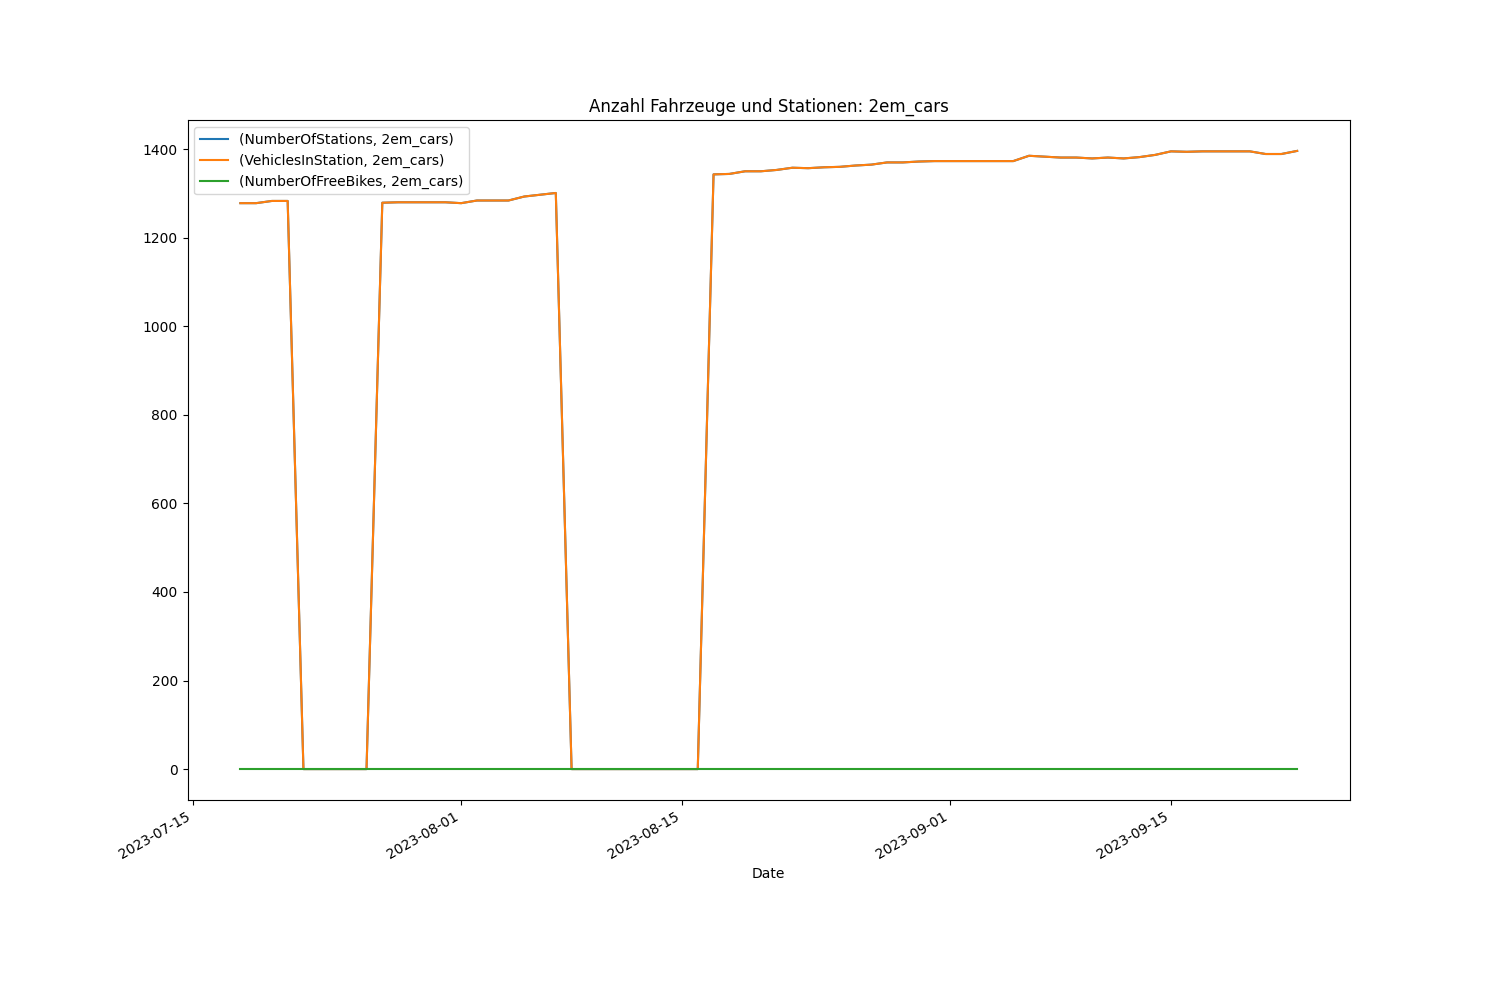 Anzahl Fahrzeuge und Stationen: 2em_cars
(NumberOfStations, 2em_cars)
(VehiclesInStation, 2em_cars)
(NumberOfFreeBikes, 2em_cars)
1400
1200
1000
800
600
400
200
0
2023-07-15
2023-08-01
2023-08-15
2023-09-01
2023-09-15
Date